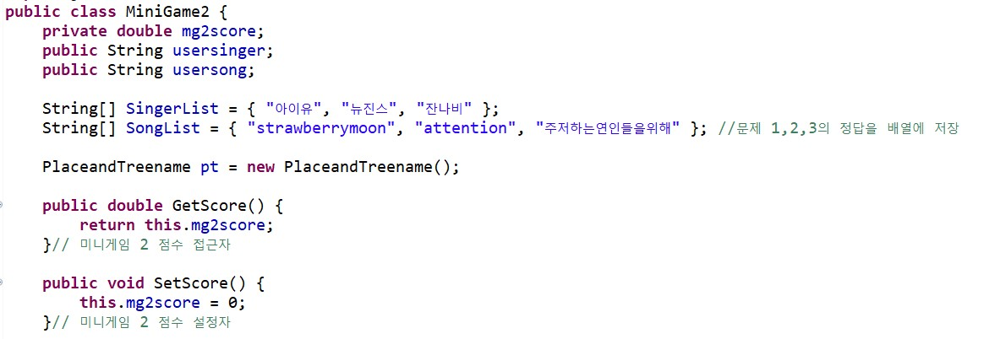 public class MiniGame2 {
private double mg2score;
public String usersinger;
public String usersong;
String[] SingerList = { "아이유", "뉴진스", "잔나비" };
String[] SongList = { "strawberrymoon", "attention", "주저하는연인들을위해" }; //문제 1,2,3의 정답을 배열에 저장
PlaceandTreename pt = new PlaceandTreename();
public double GetScore() {
return this.mg2score;
}// 미니게임 2 점수 접근자
public void SetScore() {
this.mg2score = 0;
}// 미니게임 2 점수 설정자